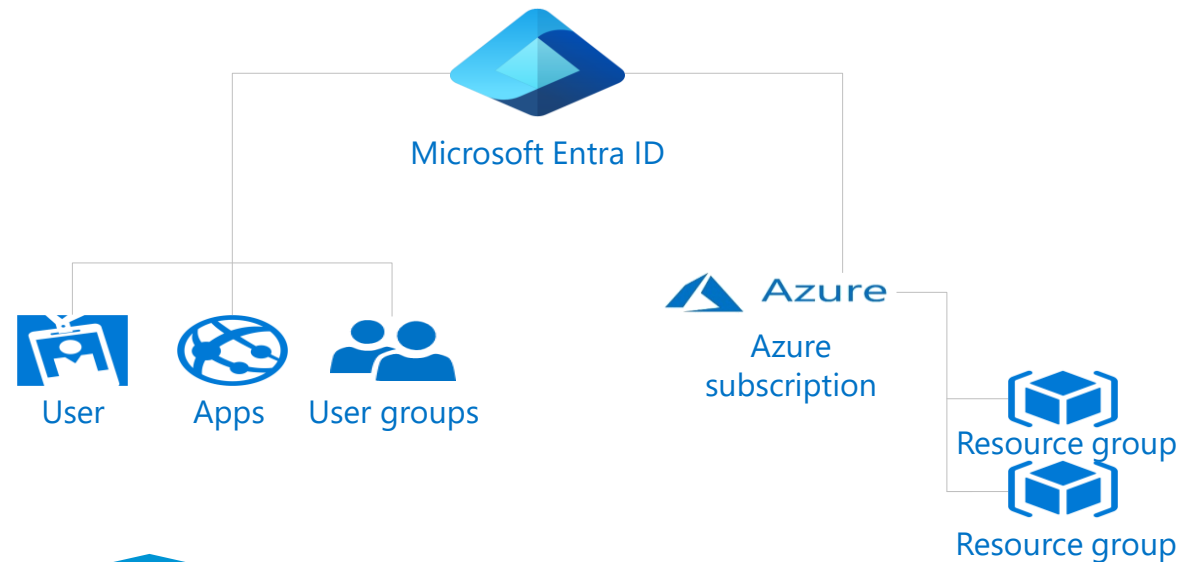 Microsoft Entra ID
Azure
Azure
subscription
User
Apps
User groups
Resource group
Resource group